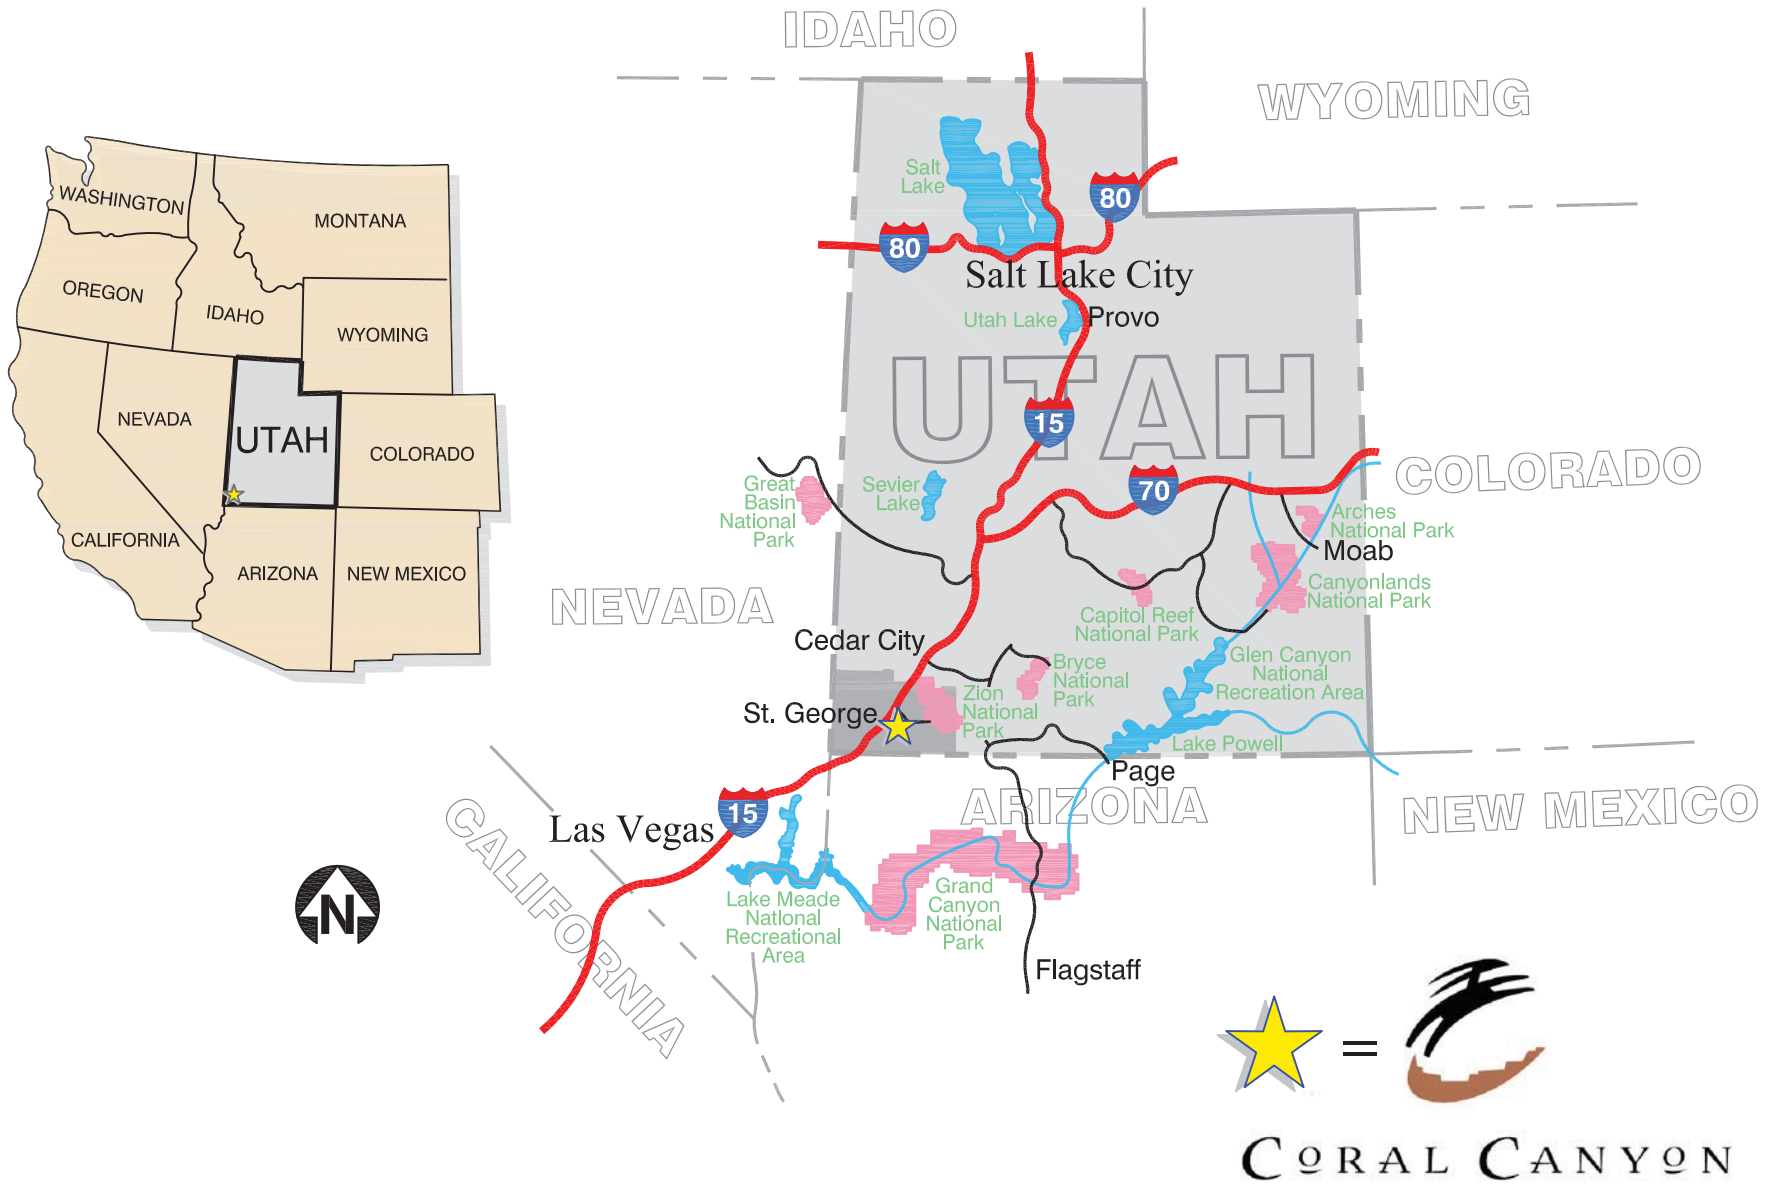 WASHINGTON
MONTANA
OREGON
IDAHO
WYOMING
NEVADA
UTAH
COLORADO
CALIFORNIA
ARIZONA
NEW MEXICO
N
IDAHO
WYOMING
Salt
Lake
80
80
Salt Lake City
Utah Lake
Provo
UTAH
15
COLORADO
70
Great
Basin
National
Park
Sevier
Lake
Arches
National Park
Moab
Canyonlands
National Park
NEVADA
Capitol Reef
National Park
Cedar City
Bryce
National
Park
Glen Canyon
National
Recreation Area
Zion
National
Park
St. George
Lake Powell
Page
ARIZONA
NEW MEXICO
15
Las Vegas
CALIFORNIA
Lake Meade
National
Recreational
Area
Grand
Canyon
National
Park
Flagstaff
=
CORAL CANYON